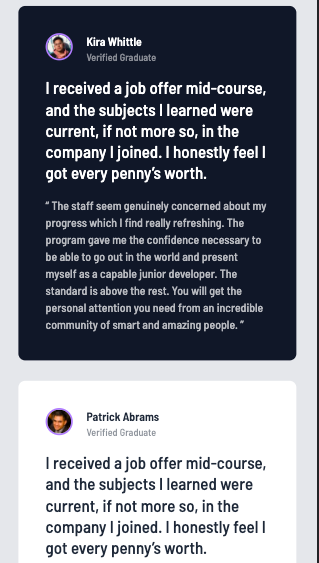 Kira Whittle
Verified Graduate
I received a job offer mid-course,
and the subjects I learned were
current, if not more so, in the
company I joined. I honestly feel I
got every penny’s worth.
“ The staff seem genuinely concerned about my
progress which I find really refreshing. The
program gave me the confidence necessary to
be able to go out in the world and present
myself as a capable junior developer. The
standard is above the rest. You will get the
personal attention you need from an incredible
community of smart and amazing people. ”
Patrick Abrams
Verified Graduate
I received a job offer mid-course,
and the subjects I learned were
current, if not more so, in the
company I joined. I honestly feel I
got every penny’s worth.